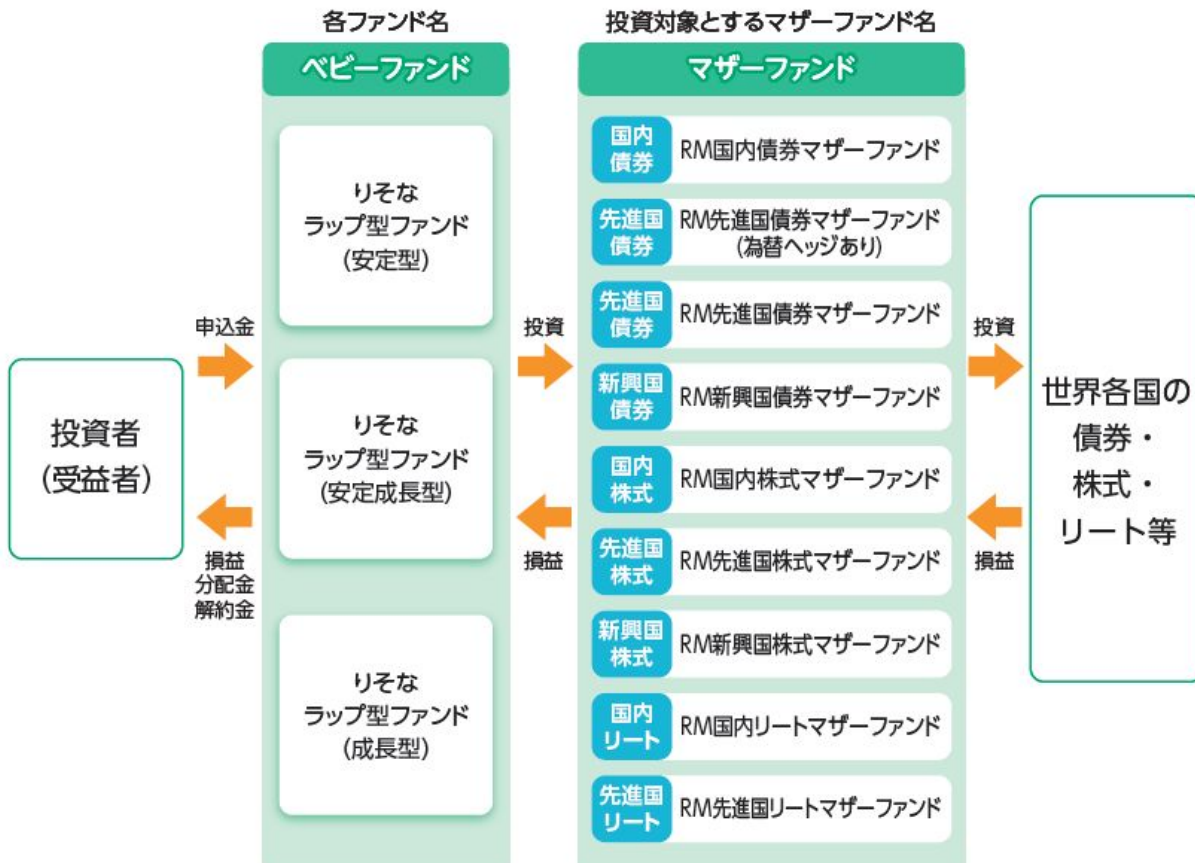 各ファンド名
投資対象とするマザーファンド名
ベビーファンド
マザーファンド
投資者
(受益者)
申込金
損益
分配金
解約金
りそな
ラップ型ファンド
(安定型)
りそな
ラップ型ファンド
(安定成長型)
りそな
ラップ型ファンド
(成長型)
投資
損益
国内
債券
RM国内債券マザーファンド
先進国
債券
RM先進国債券マザーファンド
(為替ヘッジあり)
先進国
債券
RM先進国債券マザーファンド
新興国
債券
RM新興国債券マザーファンド
国内
株式
RM国内株式マザーファンド
先進国
株式
RM先進国株式マザーファンド
新興国
株式
RM新興国株式マザーファンド
国内
リート
RM国内リートマザーファンド
先進国
リート
RM先進国リートマザーファンド
投資
損益
世界各国の
債券・
株式・
リート等